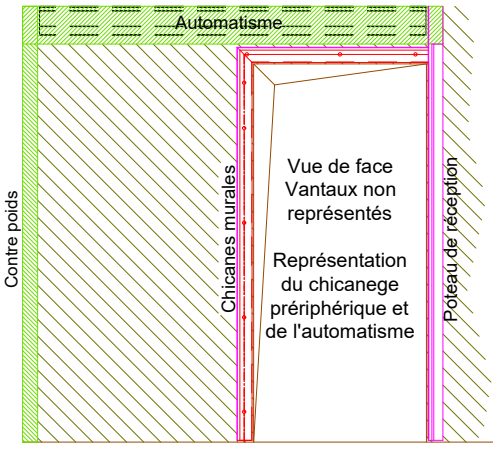 Automatisme
Contre poids
Chicanes murales
Vue de face
Vantaux non
représentés
Représentation
du chicanege
prériphérique et
de l'automatisme
Poteau de réception